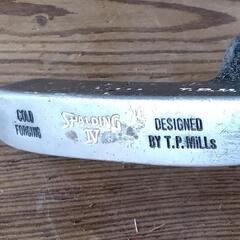 T.P.M
COLD
FORGING
SPALDING
IV
DESIGNED
BY T.P. MILLS